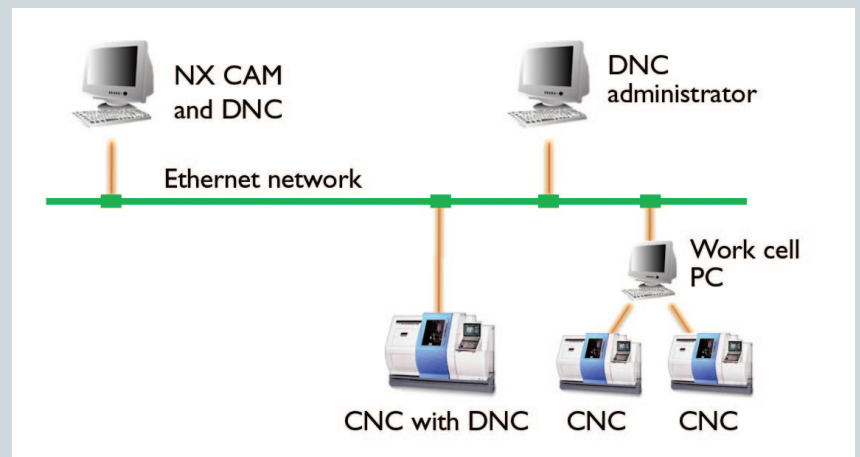 NX CAM
and DNC
DNC
administrator
Ethernet network
Work cell
PC
CNC with DNC
CNC
CNC